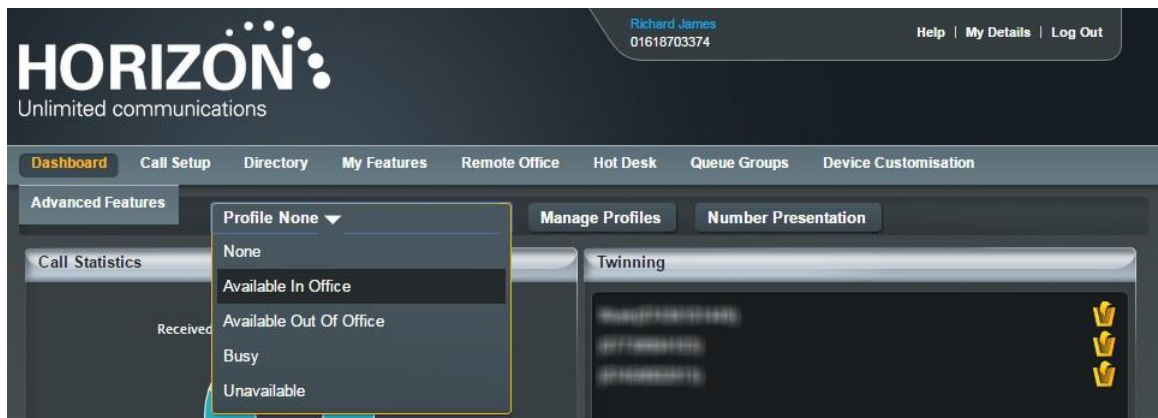 Richard James
01618703374
Help | My Details | Log Out
HORIZON
Unlimited communications
Dashboard Call Setup Directory My Features Remote Office Hot Desk Queue Groups Device Customisation
Advanced Features
Profile None
Manage Profiles
Number Presentation
None
Available In Office
Available Out Of Office
Busy
Unavailable
Call Statistics
Received
Twinning